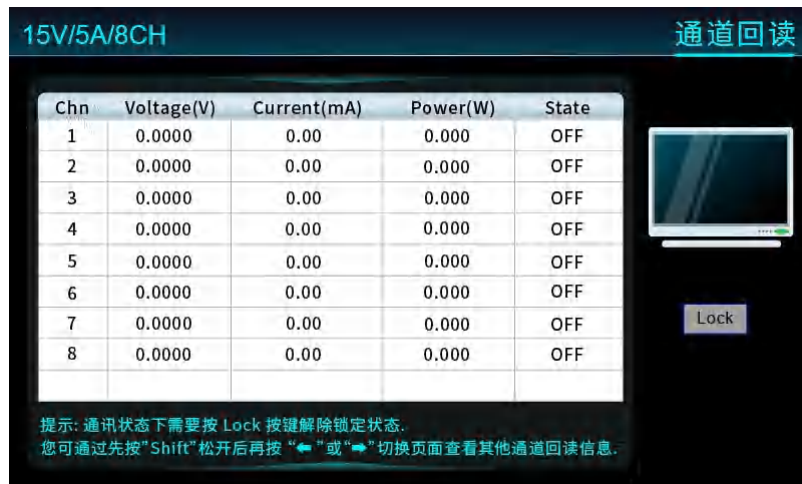 15V/5A/8CH 通道回读
Chn Voltage(V) Current(mA) Power(W) State
1 0.0000 0.00 0.000 OFF
2 0.0000 0.00 0.000 OFF
3 0.0000 0.00 0.000 OFF
4 0.0000 0.00 0.000 OFF
5 0.0000 0.00 0.000 OFF
6 0.0000 0.00 0.000 OFF
7 0.0000 0.00 0.000 OFF
8 0.0000 0.00 0.000 OFF
Lock
提示: 通讯状态下需要按 Lock 按键解除锁定状态.
您可通过先按”Shift”松开后再按 “⬅”或“➡”切换页面查看其他通道回读信息.